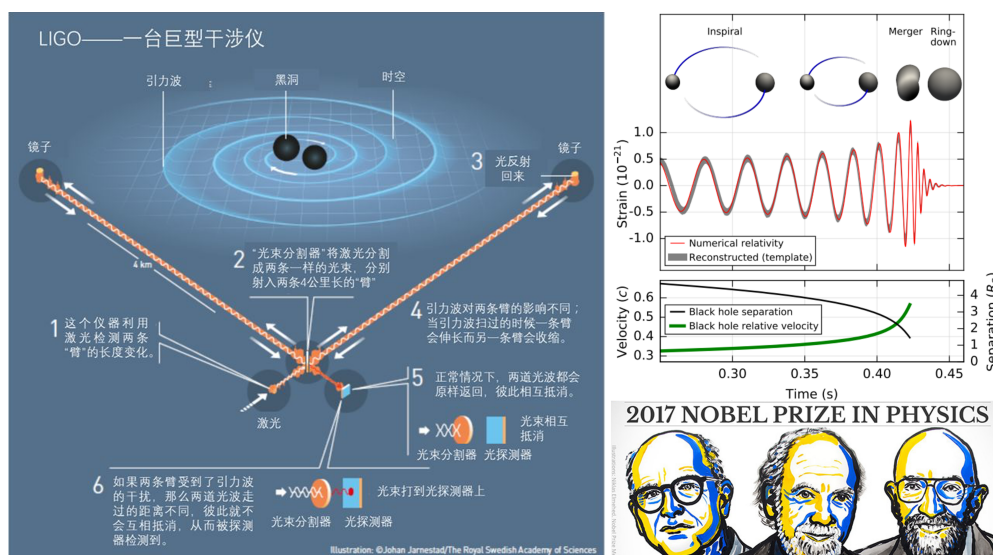 LIGO——一台巨型干涉仪
引力波
黑洞
时空
镜子
镜子
3
光反射
回来
4 km
2
“光束分割器”将激光分割
成两条一样的光束，分别
射入两条4公里长的“臂”
1
这个仪器利用
激光检测两条
“臂”的长度变化。
4
引力波对两条臂的影响不同；
当引力波扫过的时候一条臂
会伸长而另一条臂会收缩。
5
正常情况下，两道光波都会
原样返回，彼此相互抵消。
激光
光束相互
抵消
光束分割器 光探测器
6
如果两条臂受到了引力波
的干扰，那么两道光波走
过的距离不同，彼此就不
会互相抵消，从而被探测
器检测到。
光束打到光探测器上
光束分割器 光探测器
Illustration: ©Johan Jarnestad/The Royal Swedish Academy of Sciences
Inspiral
Merger
Ring-
down
Strain (10⁻²¹)
1.0
0.5
0.0
-0.5
-1.0
Numerical relativity
Reconstructed (template)
Velocity (c)
0.6
0.5
0.4
0.3
Black hole separation
Black hole relative velocity
4
3
2
1
0
Separation
0.30
0.35
0.40
0.45
Time (s)
2017 NOBEL PRIZE IN PHYSICS